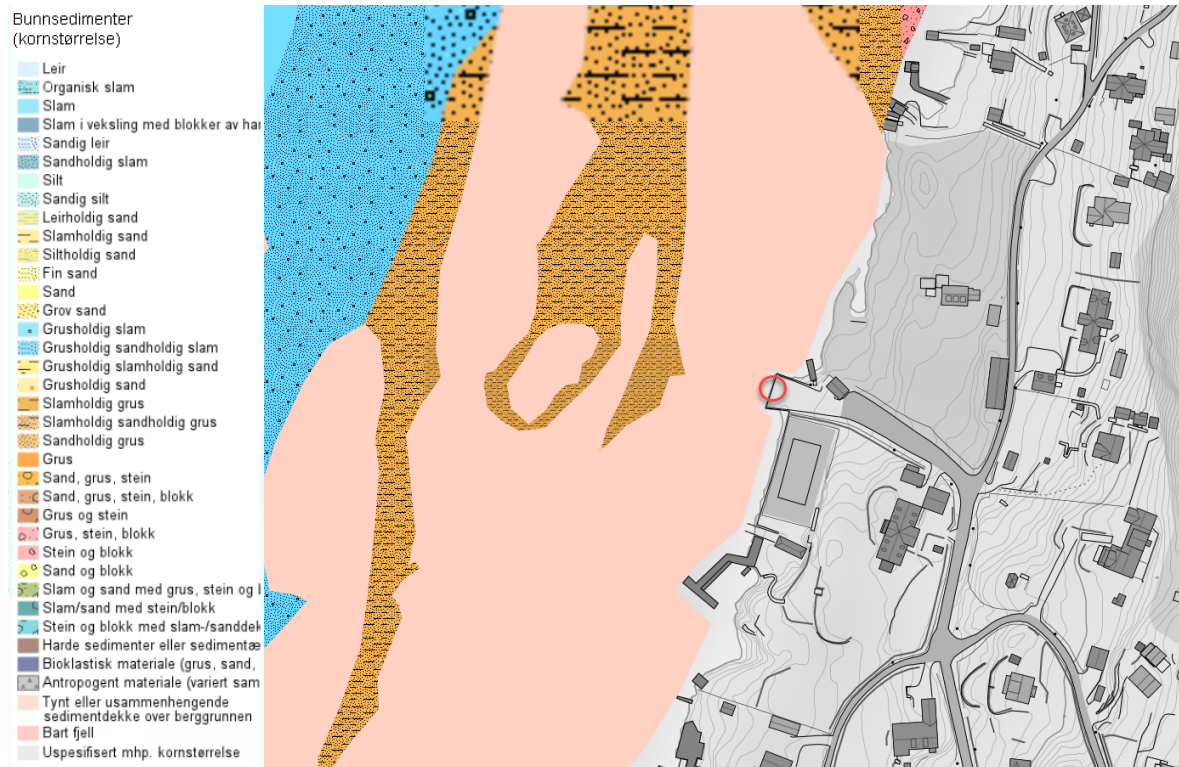 Bunnsedimenter
(kornstørrelse)
Leir
Organisk slam
Slam
Slam i veksling med blokker av har
Sandig leir
Sandholdig slam
Silt
Sandig silt
Leirholdig sand
Slamholdig sand
Siltholdig sand
Fin sand
Sand
Grov sand
Grusholdig slam
Grusholdig sandholdig slam
Grusholdig slamholdig sand
Grusholdig sand
Slamholdig grus
Slamholdig sandholdig grus
Sandholdig grus
Grus
Sand, grus, stein
Sand, grus, stein, blokk
Grus og stein
Grus, stein, blokk
Stein og blokk
Sand og blokk
Slam og sand med grus, stein og
Slam/sand med stein/blokk
Stein og blokk med slam-/sanddek
Harde sedimenter eller sedimentæ
Bioklastisk materiale (grus, sand,
Antropogent materiale (variert sam
Tynt eller usammenhengende
sedimentdekke over berggrunnen
Bart fjell
Uspesifisert mhp. kornstørrelse